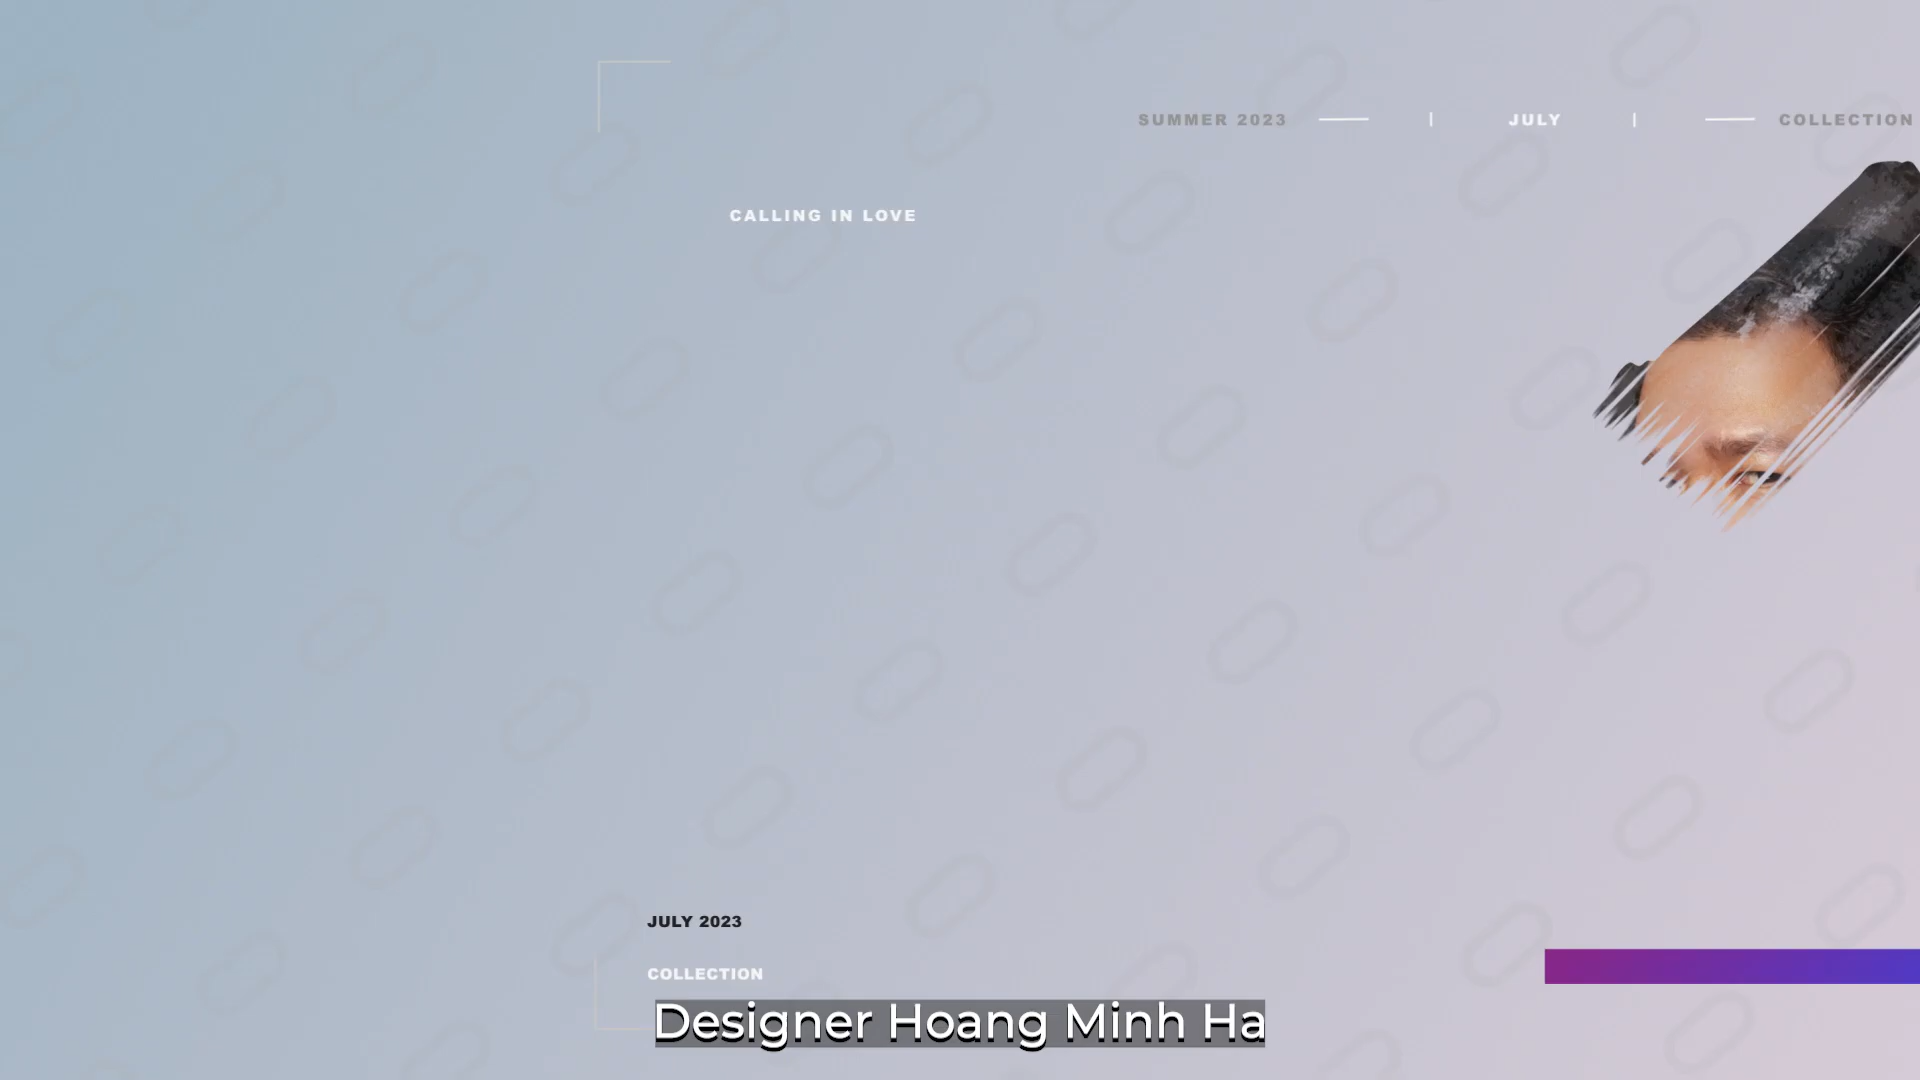 SUMMER 2023 JULY COLLECTION
CALLING IN LOVE
JULY 2023
COLLECTION
Designer Hoang Minh Ha